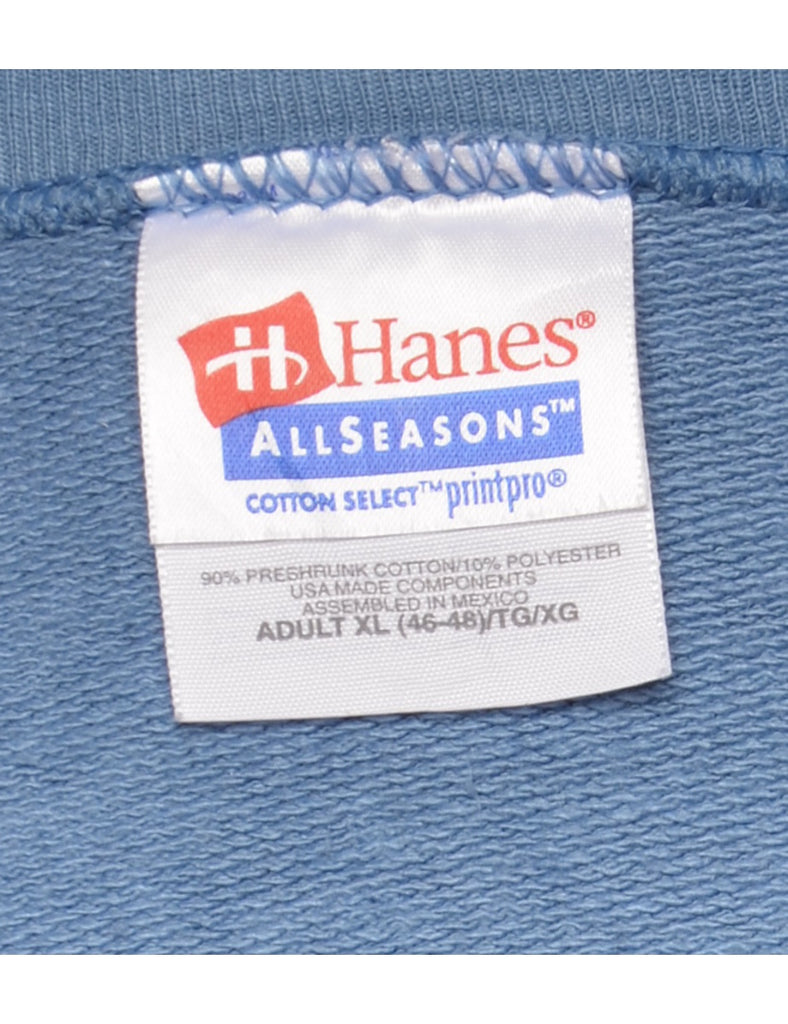 H Hanes®
ALLSEASONS™
COTTON SELECT™ printpro®
90% PRESHRUNK COTTON/10% POLYESTER
USA MADE COMPONENTS
ASSEMBLED IN MEXICO
ADULT XL (46-48)/TG/XG